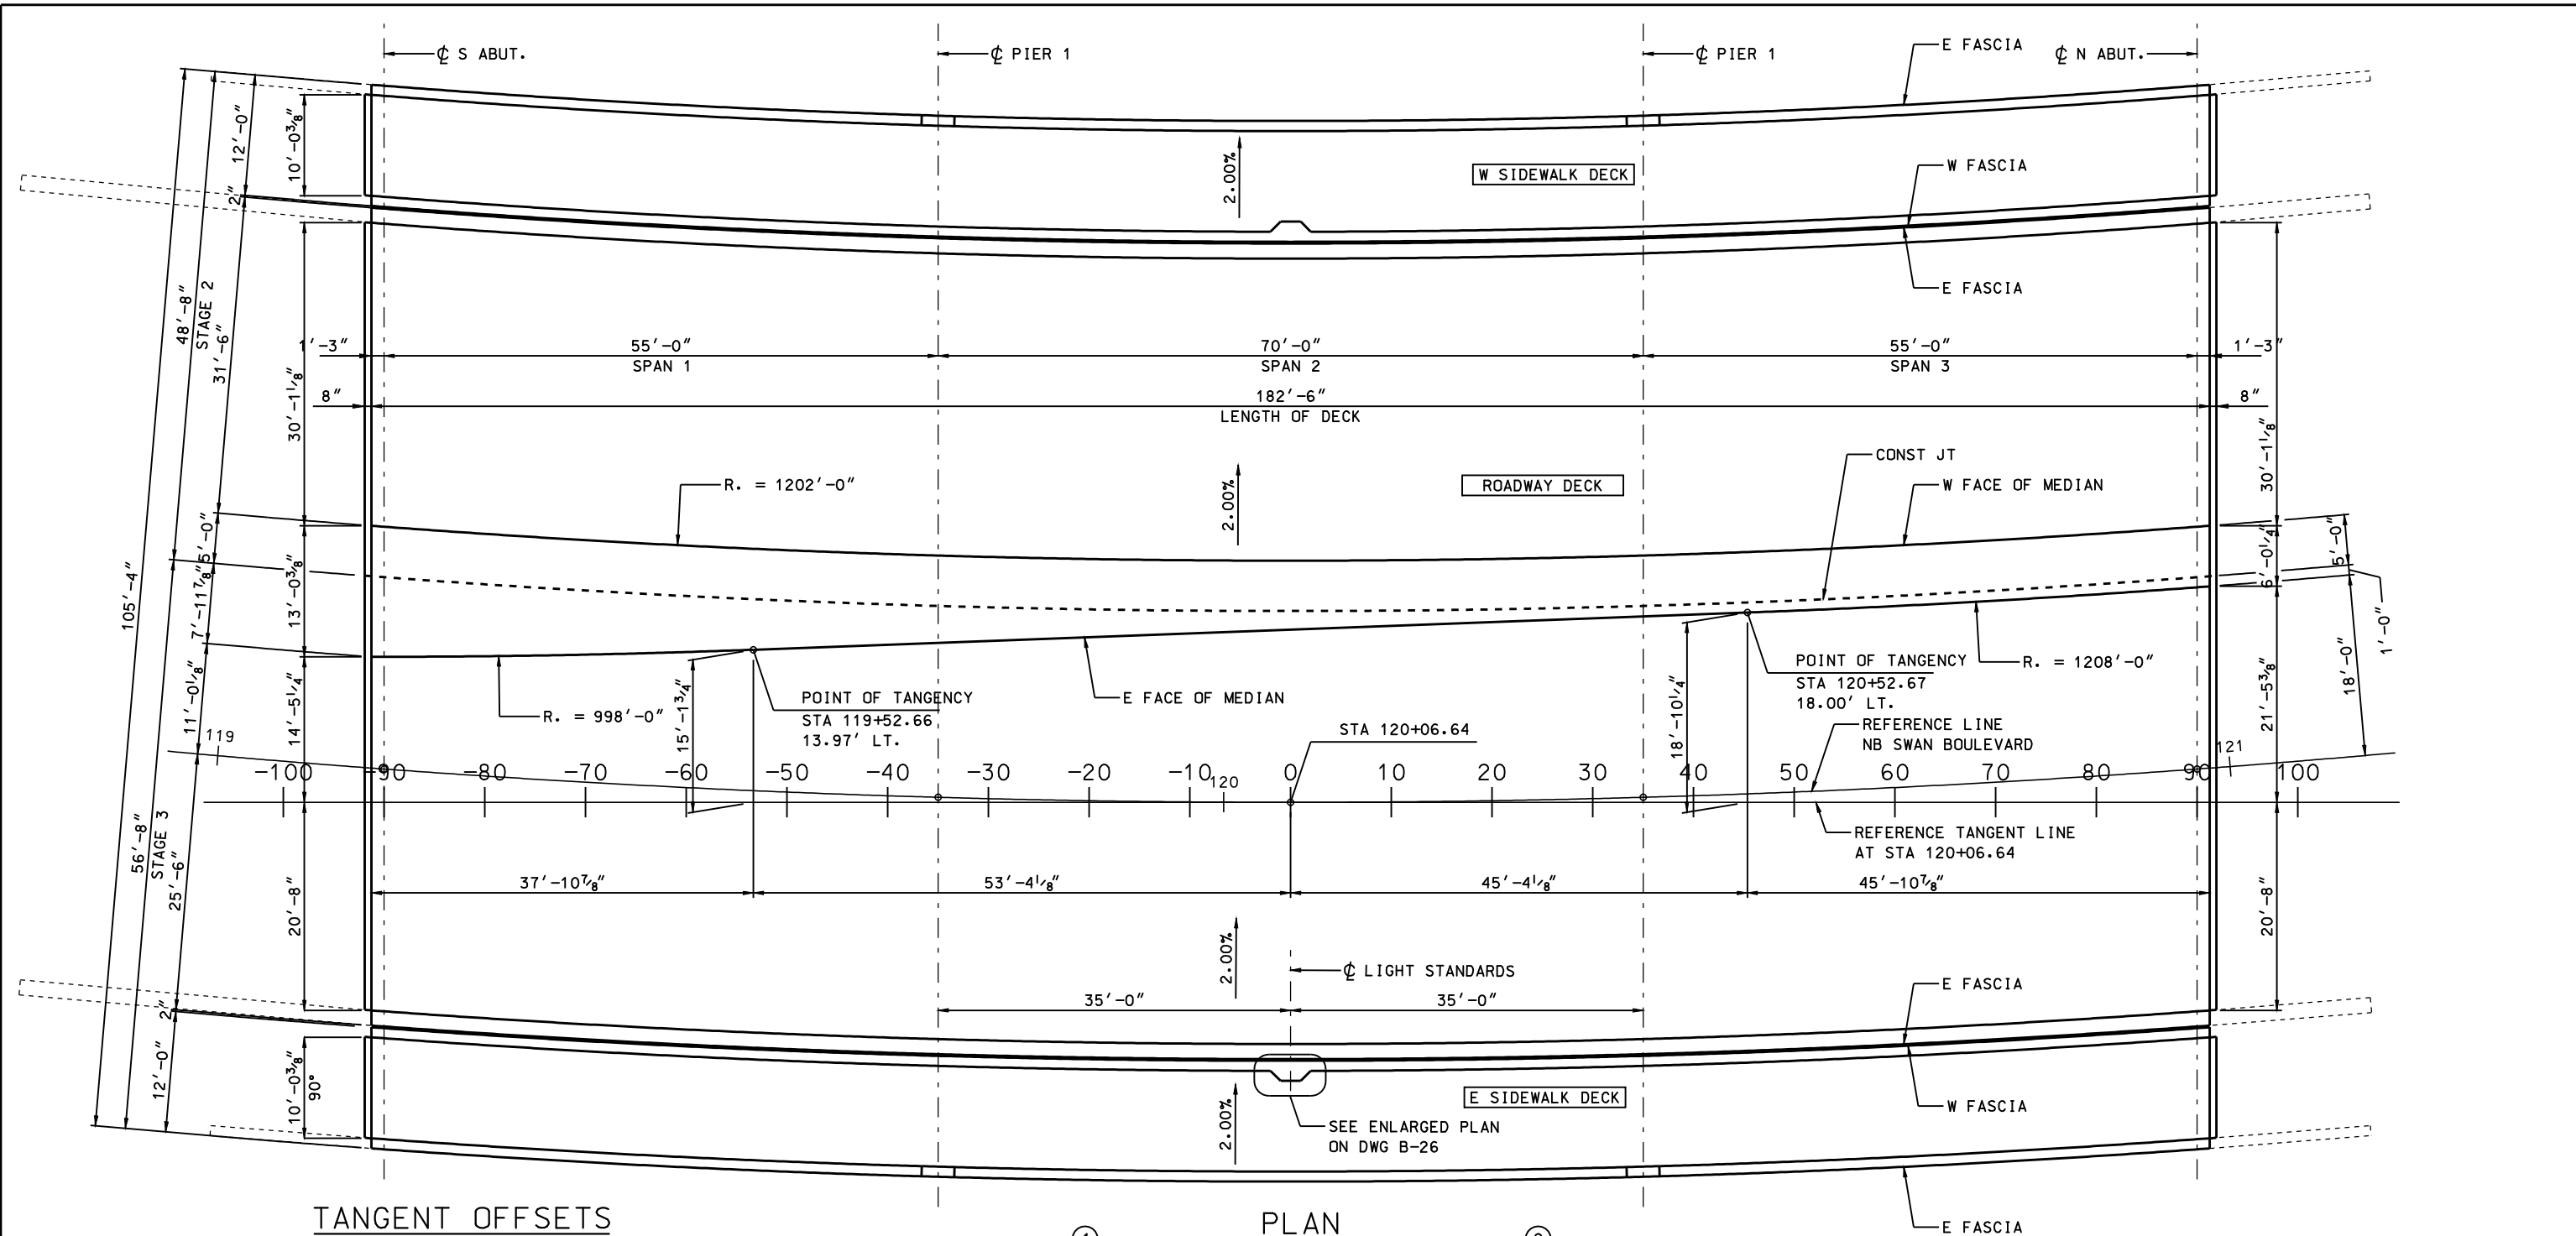 ℄ S ABUT.
℄ PIER 1
℄ PIER 1
E FASCIA
℄ N ABUT.
12′-0″
10′-0⅜″
2″
2.00%
W SIDEWALK DECK
W FASCIA
E FASCIA
105′-4″
48′-8″
STAGE 2
31′-6″
30′-1⅛″
1′-3″
55′-0″
SPAN 1
70′-0″
SPAN 2
55′-0″
SPAN 3
1′-3″
8″
182′-6″
LENGTH OF DECK
8″
30′-1⅛″
R. = 1202′-0″
2.00%
ROADWAY DECK
CONST JT
W FACE OF MEDIAN
5′-0″
7′-11⅞″
13′-0⅜″
6′-0¼″
5′-0″
1′-0″
18′-0″
11′-0⅛″
14′-5¼″
R. = 998′-0″
15′-1¾″
POINT OF TANGENCY
STA 119+52.66
13.97′ LT.
E FACE OF MEDIAN
STA 120+06.64
18′-10¼″
POINT OF TANGENCY
STA 120+52.67
18.00′ LT.
R. = 1208′-0″
21′-5⅜″
REFERENCE LINE
NB SWAN BOULEVARD
119
120
121
-100 -90 -80 -70 -60 -50 -40 -30 -20 -10 0 10 20 30 40 50 60 70 80 90 100
REFERENCE TANGENT LINE
AT STA 120+06.64
56′-8″
STAGE 3
25′-6″
20′-8″
37′-10⅞″
53′-4⅛″
45′-4⅛″
45′-10⅞″
20′-8″
2.00%
℄ LIGHT STANDARDS
35′-0″
35′-0″
E FASCIA
2″
12′-0″
10′-0⅜″
90°
2.00%
E SIDEWALK DECK
W FASCIA
SEE ENLARGED PLAN
ON DWG B-26
E FASCIA
TANGENT OFFSETS
PLAN